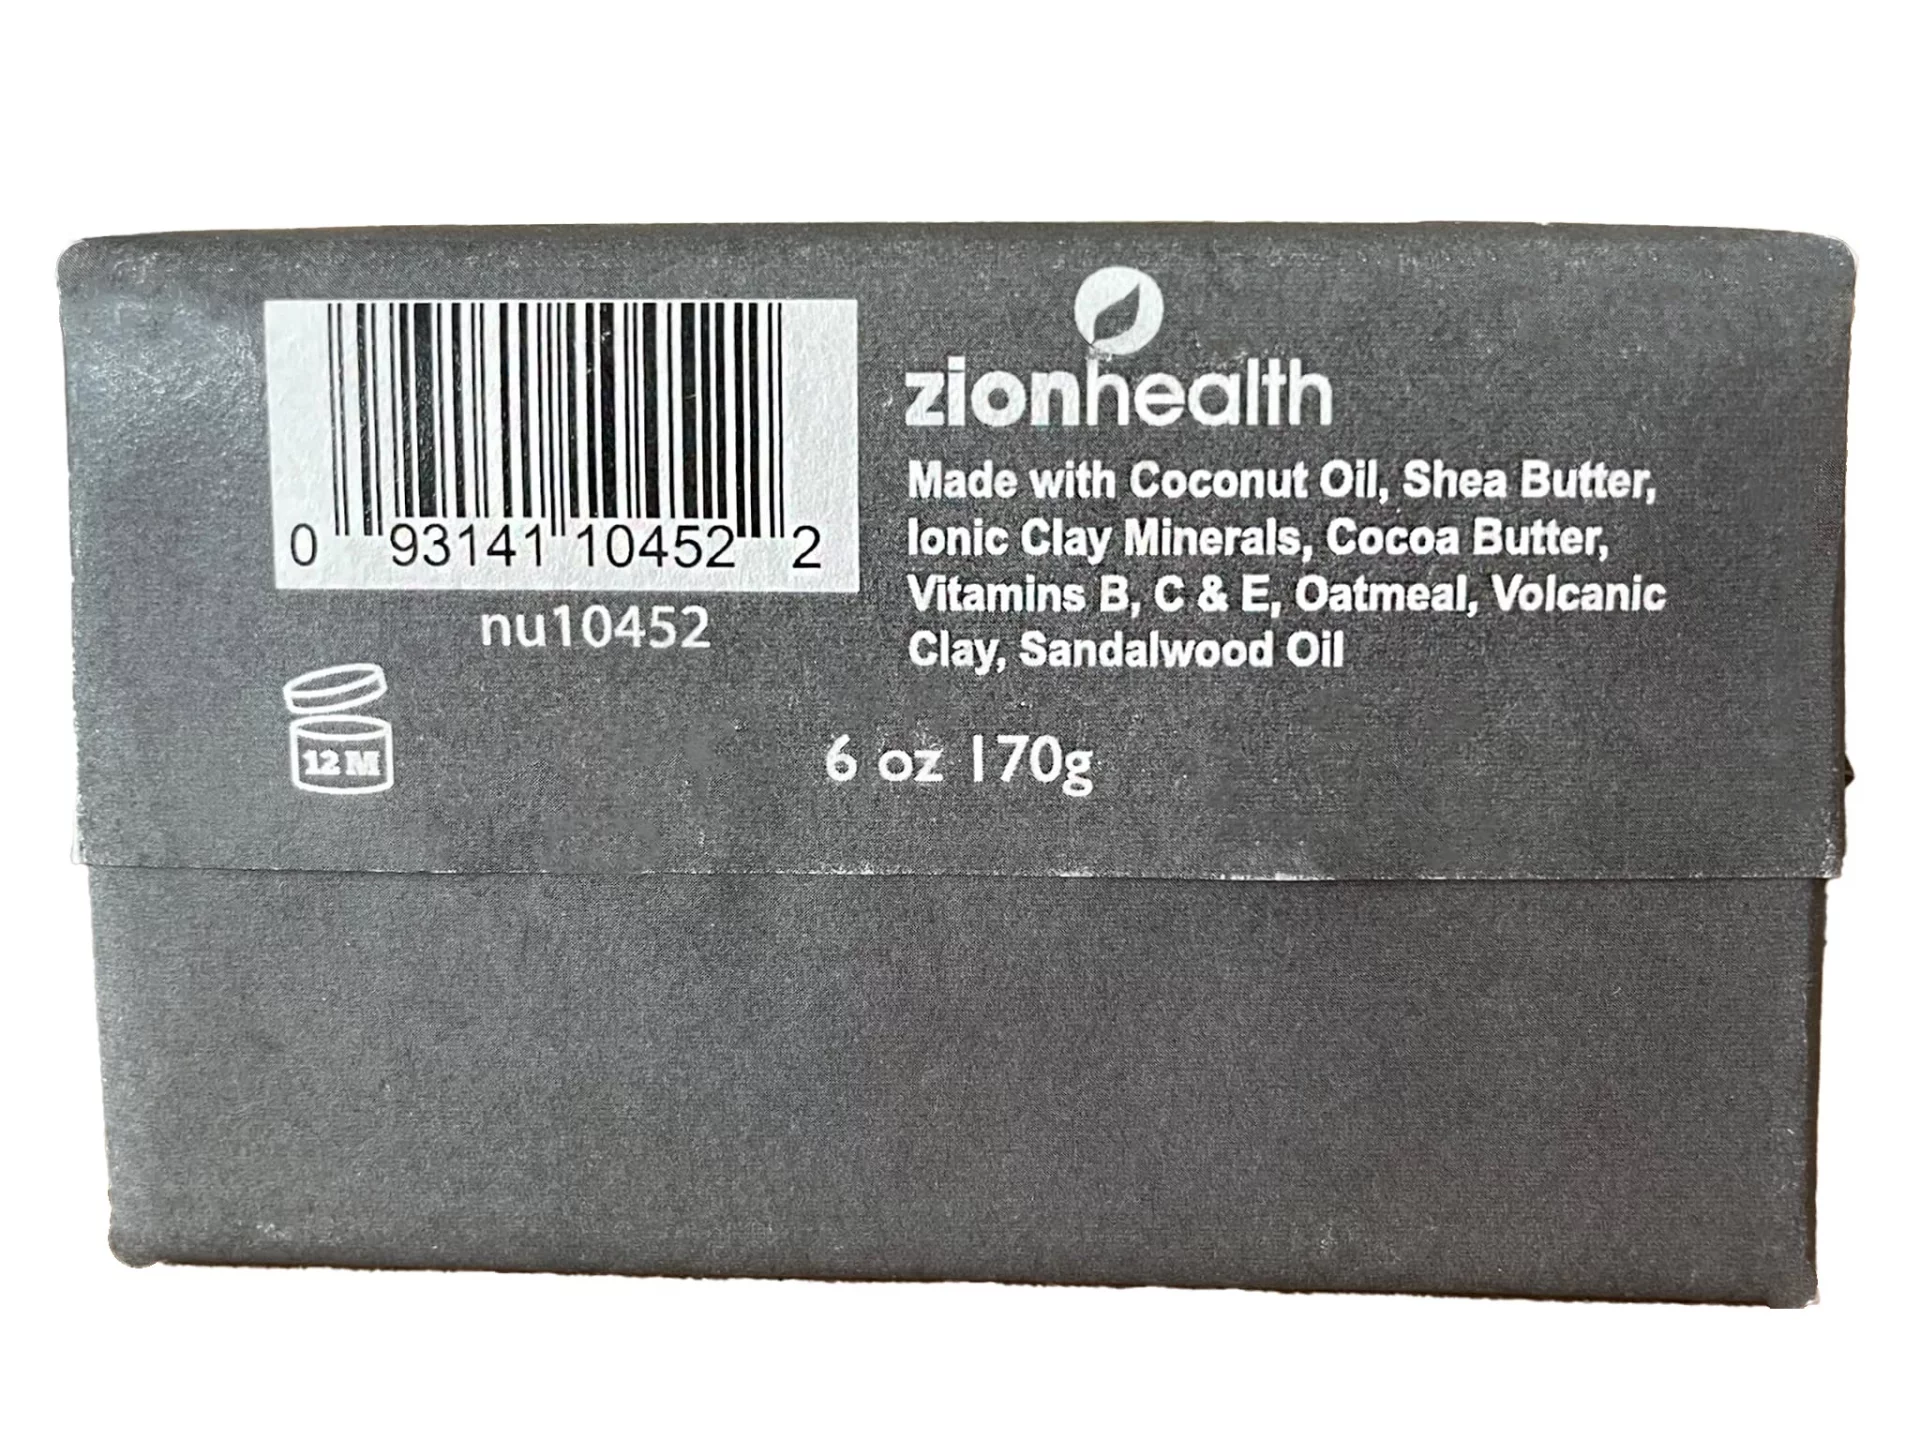 0 93141 10452 2
nu10452
12 M
zionhealth
Made with Coconut Oil, Shea Butter,
Ionic Clay Minerals, Cocoa Butter,
Vitamins B, C & E, Oatmeal, Volcanic
Clay, Sandalwood Oil
6 oz 170g